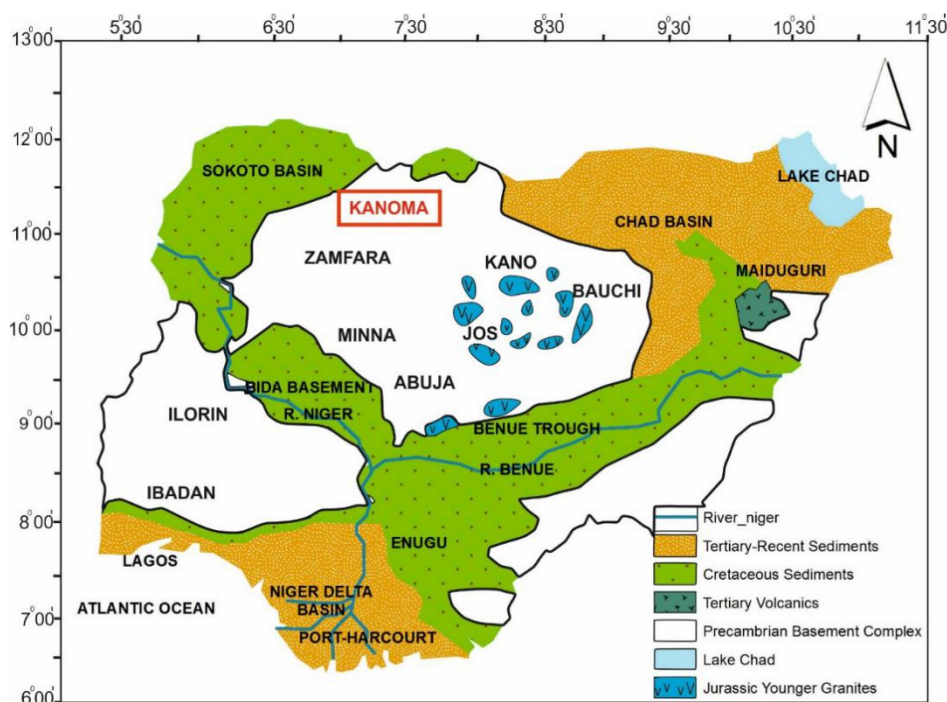 5°30' 6°30' 7°30' 8°30' 9°30' 10°30' 11°30'
13°00'
12°00'
11°00'
10°00'
9°00'
8°00'
7°00'
6°00'
N
SOKOTO BASIN
LAKE CHAD
KANOMA
CHAD BASIN
ZAMFARA
KANO
MAIDUGURI
BAUCHI
MINNA
JOS
BIDA BASEMENT
ABUJA
ILORIN
R. NIGER
BENUE TROUGH
R. BENUE
IBADAN
ENUGU
LAGOS
NIGER DELTA
BASIN
ATLANTIC OCEAN
PORT-HARCOURT
River_niger
Tertiary-Recent Sediments
Cretaceous Sediments
Tertiary Volcanics
Precambrian Basement Complex
Lake Chad
Jurassic Younger Granites